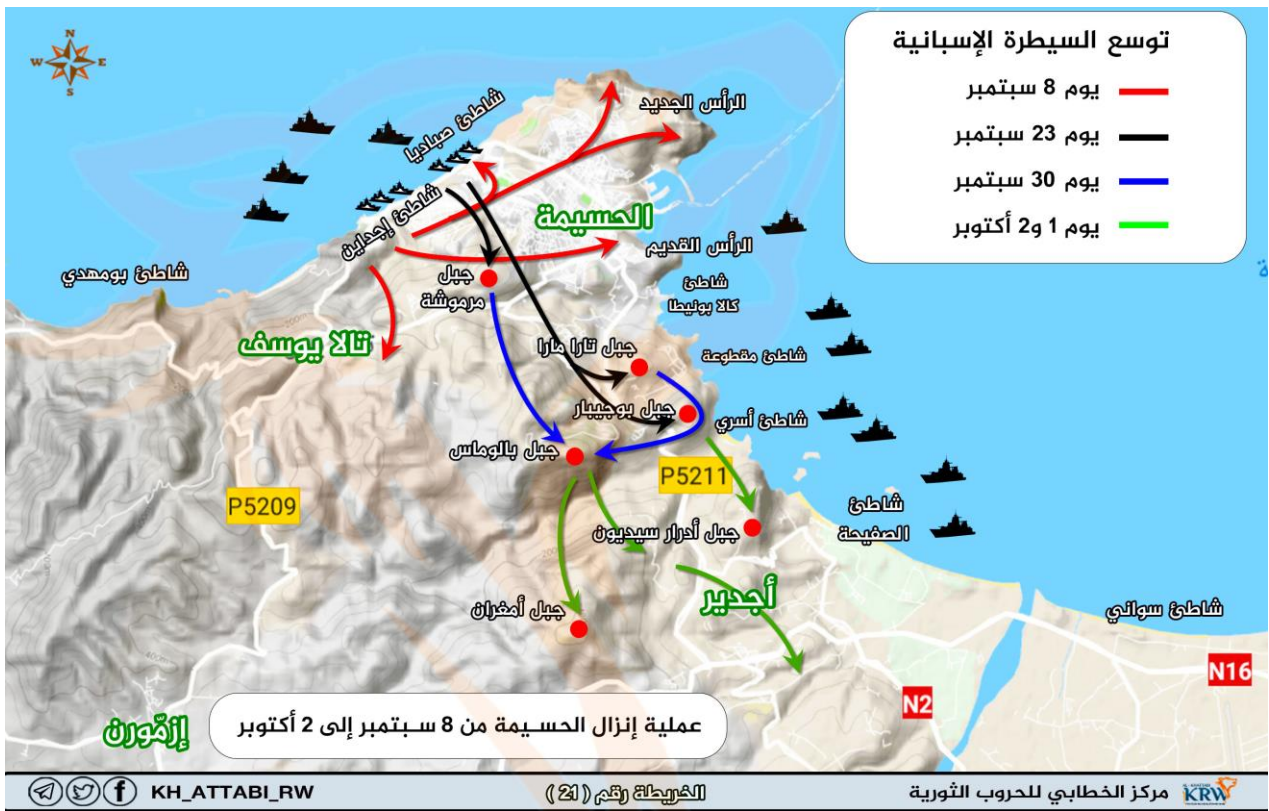 توسع السيطرة الإسبانية
يوم 8 سبتمبر
يوم 23 سبتمبر
يوم 30 سبتمبر
يوم 1 و2 أكتوبر
N
W
E
S
الرأس الجديد
شاطئ صباديا
شاطئ إجداين
الحسيمة
الرأس القديم
شاطئ بومهدي
جبل
مرموشة
شاطئ
كالا بونيطا
تالا يوسف
جبل تارا مارا
شاطئ مقطوعة
جبل بوجيبار
شاطئ أسري
جبل بالوماس
P5211
P5209
شاطئ
الصفيحة
جبل أدرار سيديون
أجدير
جبل أمغران
شاطئ سواني
N16
N2
إزمّورن
عملية إنزال الحسيمة من 8 سبتمبر إلى 2 أكتوبر
KH_ATTABI_RW
الخريطة رقم ( 21 )
مركز الخطابي للحروب الثورية
KRW